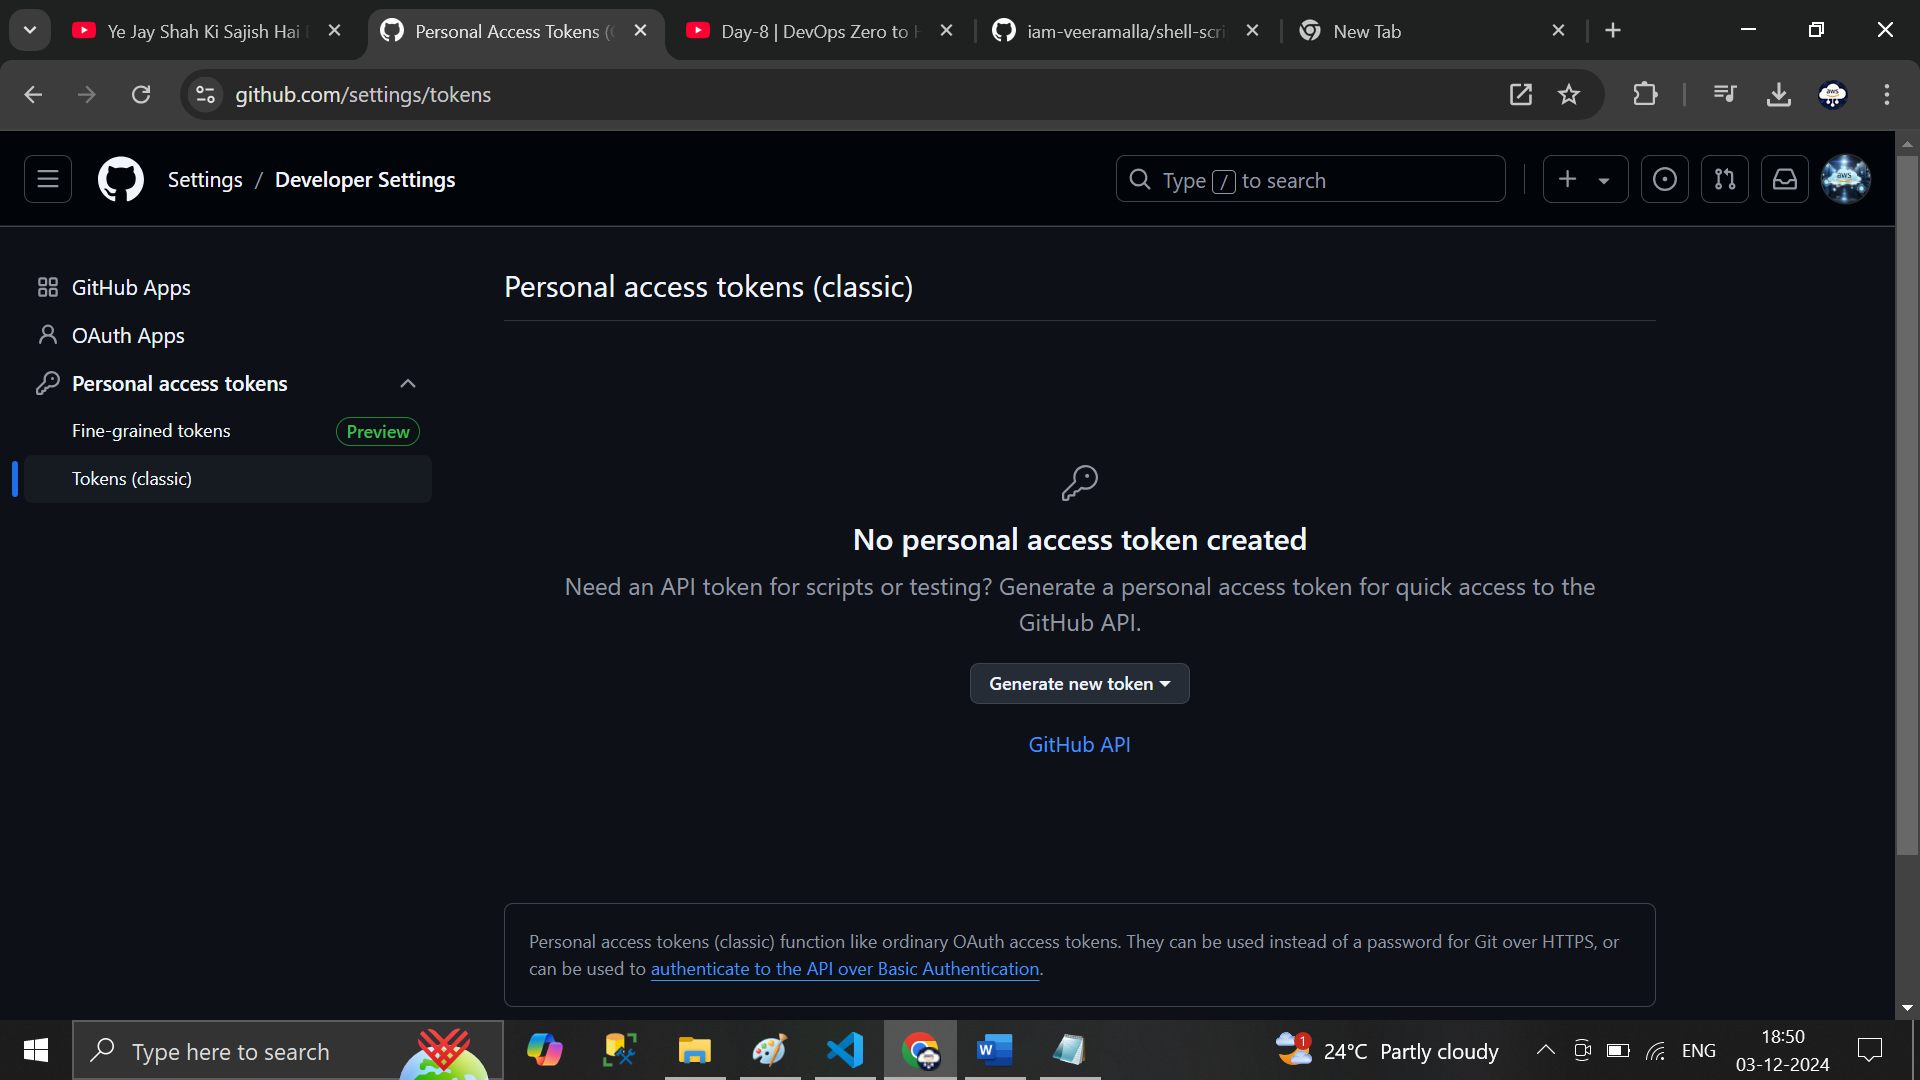 Ye Jay Shah Ki Sajish Hai
Personal Access Tokens (
Day-8 | DevOps Zero to
iam-veeramalla/shell-scri
New Tab
github.com/settings/tokens
Settings / Developer Settings
Type / to search
GitHub Apps
OAuth Apps
Personal access tokens
Fine-grained tokens
Preview
Tokens (classic)
Personal access tokens (classic)
No personal access token created
Need an API token for scripts or testing? Generate a personal access token for quick access to the
GitHub API.
Generate new token
GitHub API
Personal access tokens (classic) function like ordinary OAuth access tokens. They can be used instead of a password for Git over HTTPS, or
can be used to authenticate to the API over Basic Authentication.
Type here to search
1
24°C Partly cloudy
ENG
18:50
03-12-2024